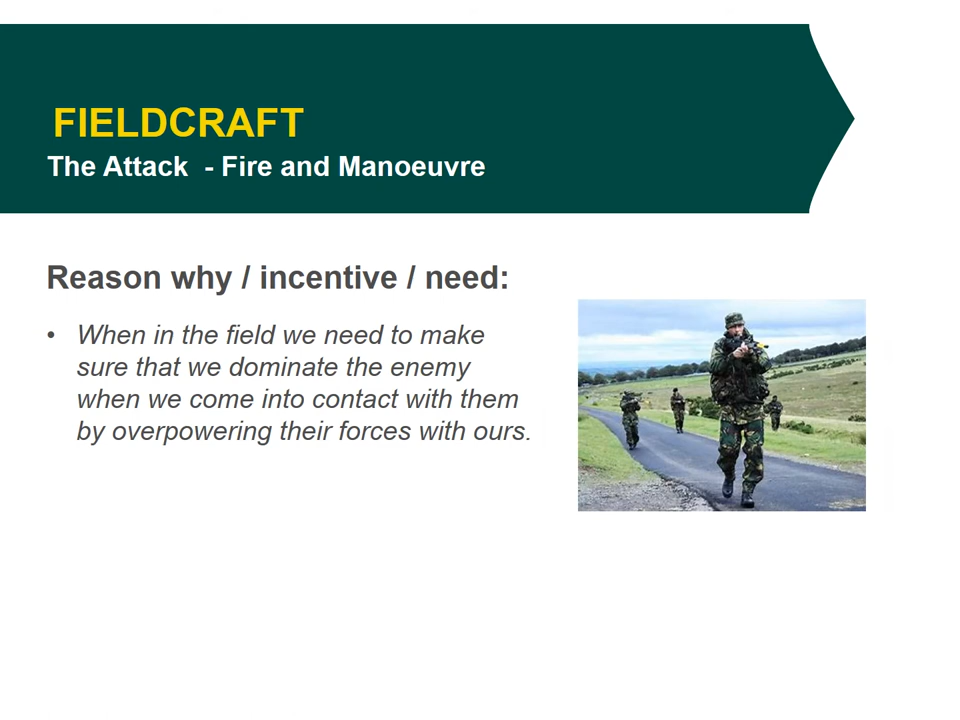 FIELDCRAFT
The Attack  - Fire and Manoeuvre
Reason why / incentive / need:
• When in the field we need to make
sure that we dominate the enemy
when we come into contact with them
by overpowering their forces with ours.